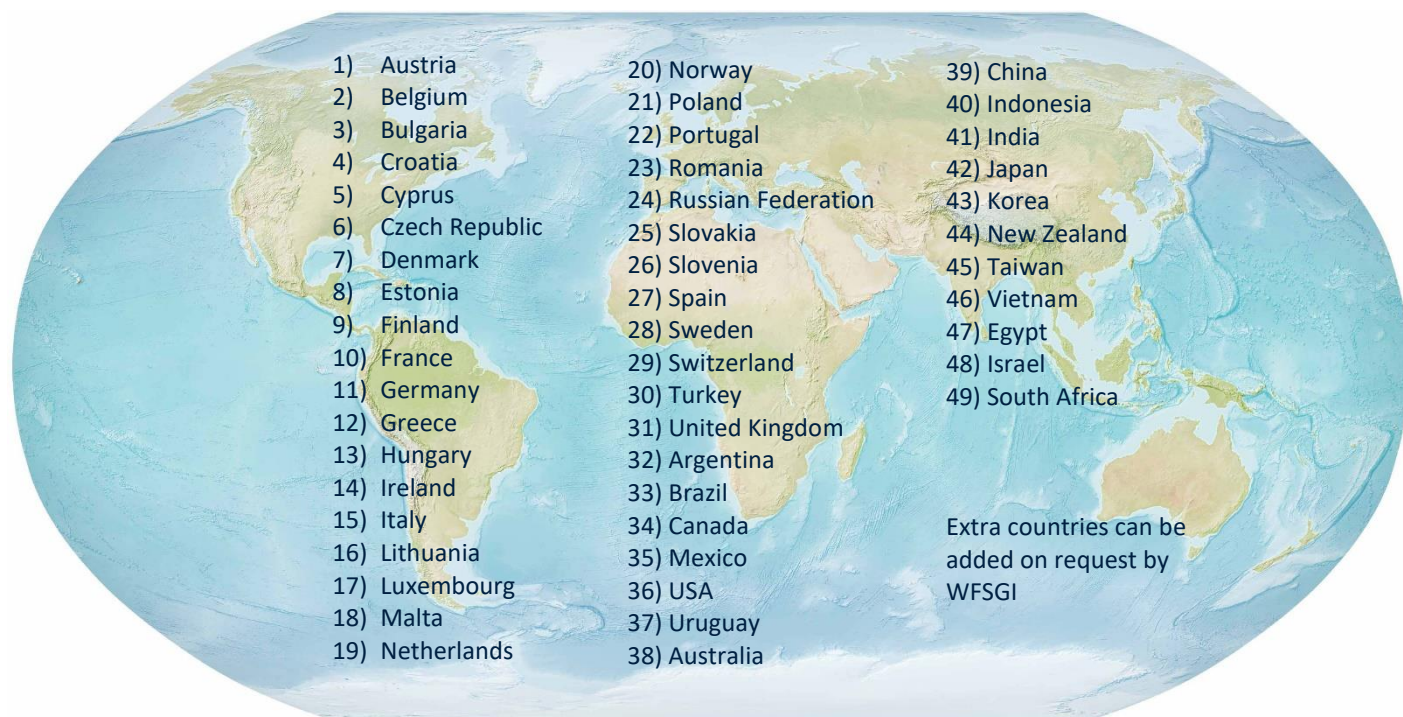 1) Austria
2) Belgium
3) Bulgaria
4) Croatia
5) Cyprus
6) Czech Republic
7) Denmark
8) Estonia
9) Finland
10) France
11) Germany
12) Greece
13) Hungary
14) Ireland
15) Italy
16) Lithuania
17) Luxembourg
18) Malta
19) Netherlands
20) Norway
21) Poland
22) Portugal
23) Romania
24) Russian Federation
25) Slovakia
26) Slovenia
27) Spain
28) Sweden
29) Switzerland
30) Turkey
31) United Kingdom
32) Argentina
33) Brazil
34) Canada
35) Mexico
36) USA
37) Uruguay
38) Australia
39) China
40) Indonesia
41) India
42) Japan
43) Korea
44) New Zealand
45) Taiwan
46) Vietnam
47) Egypt
48) Israel
49) South Africa
Extra countries can be
added on request by
WFSGI